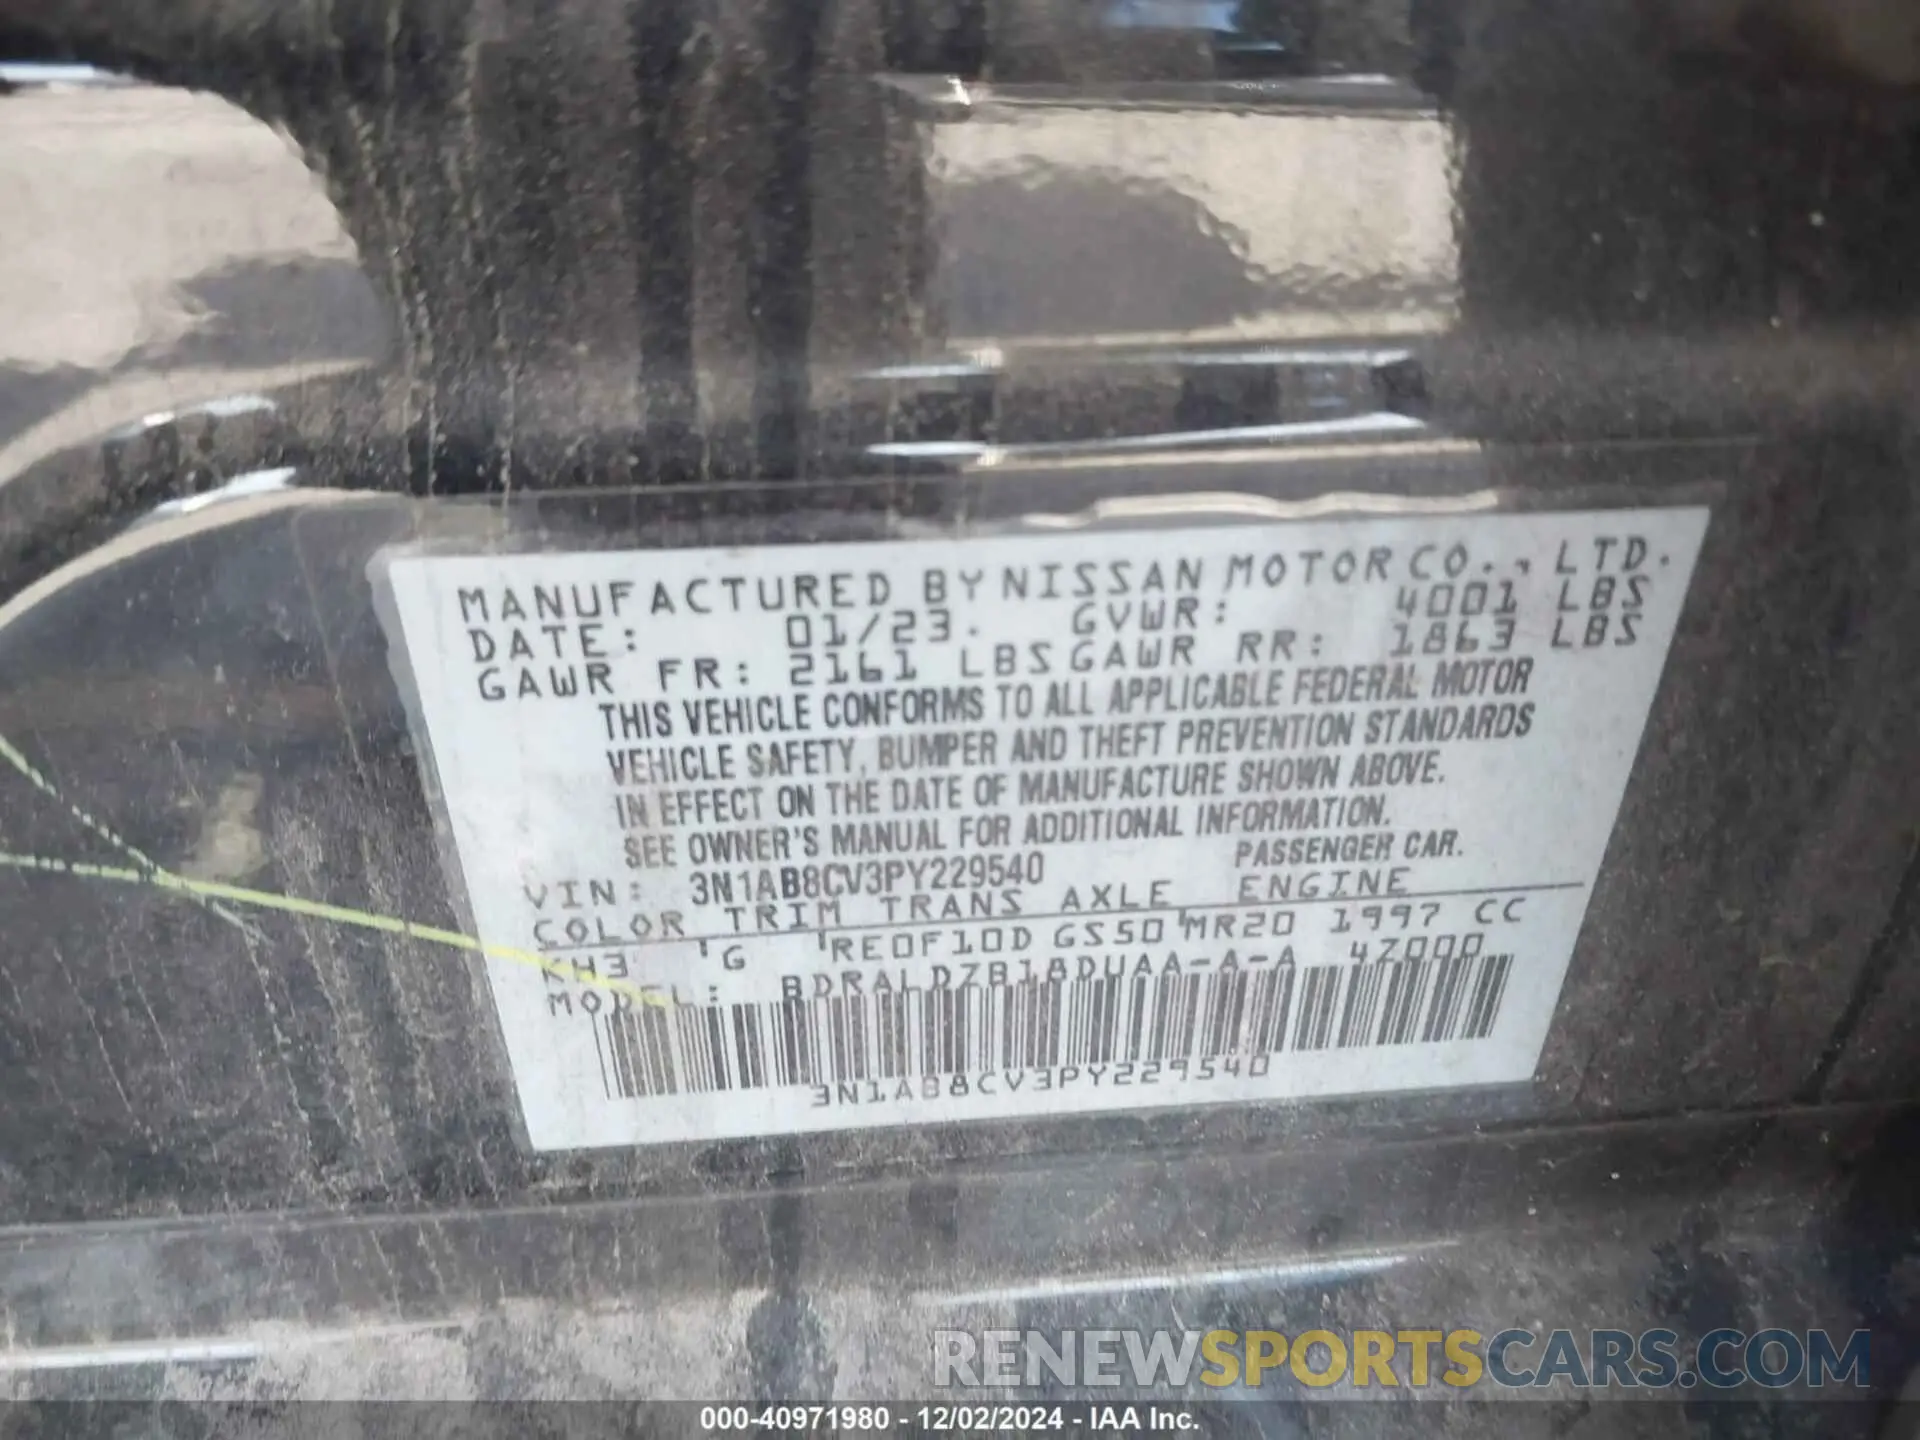 MANUFACTURED BY NISSAN MOTOR CO., LTD.
DATE: 01/23. GVWR: 4001 LBS
GAWR FR: 2161 LBS GAWR RR: 1863 LBS
THIS VEHICLE CONFORMS TO ALL APPLICABLE FEDERAL MOTOR
VEHICLE SAFETY, BUMPER AND THEFT PREVENTION STANDARDS
IN EFFECT ON THE DATE OF MANUFACTURE SHOWN ABOVE.
SEE OWNER'S MANUAL FOR ADDITIONAL INFORMATION.
VIN: 3N1AB8CV3PY229540 PASSENGER CAR.
COLOR TRIM TRANS AXLE ENGINE
KH3 'G 'RE0F10D GS50'MR20 1997 CC
MODEL: BDRALDZB18DUAA-A-A 4Z000
3N1AB8CV3PY229540
RENEWSPORTSCARS.COM
000-40971980 - 12/02/2024 - IAA Inc.